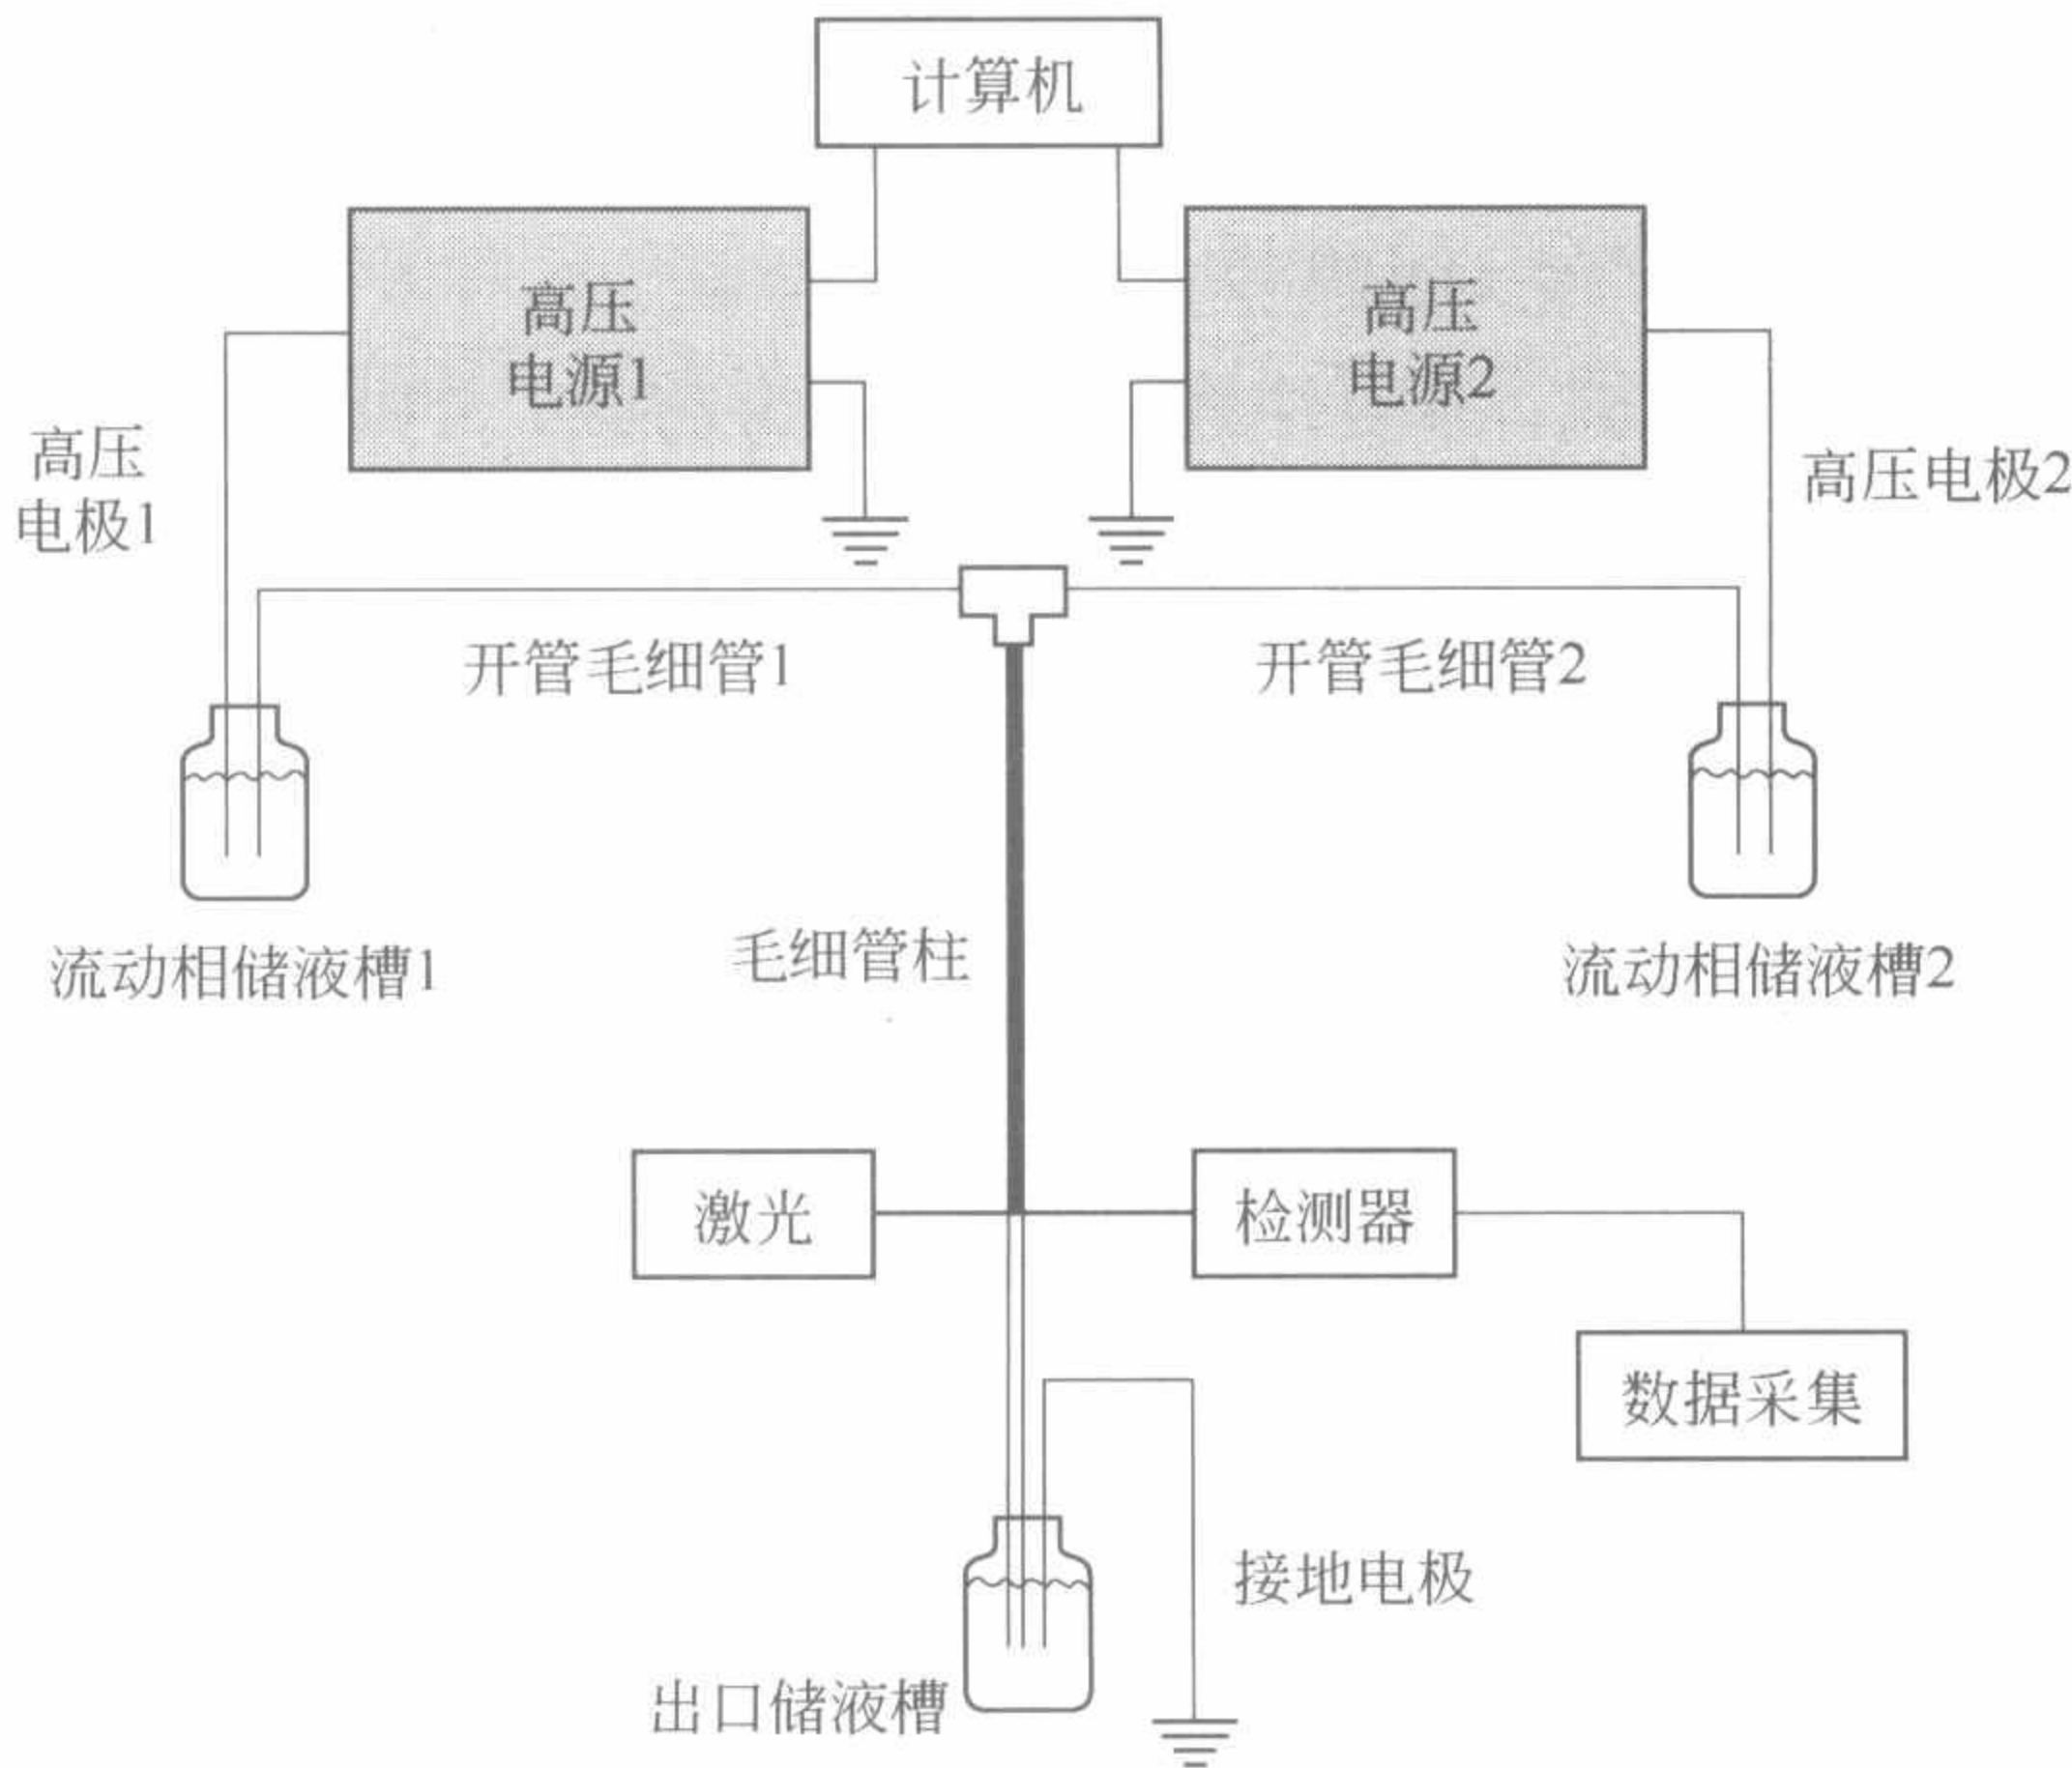 计算机
高压
电源1
高压
电源2
高压
电极1
高压电极2
开管毛细管1
开管毛细管2
流动相储液槽1
毛细管柱
流动相储液槽2
激光
检测器
数据采集
接地电极
出口储液槽